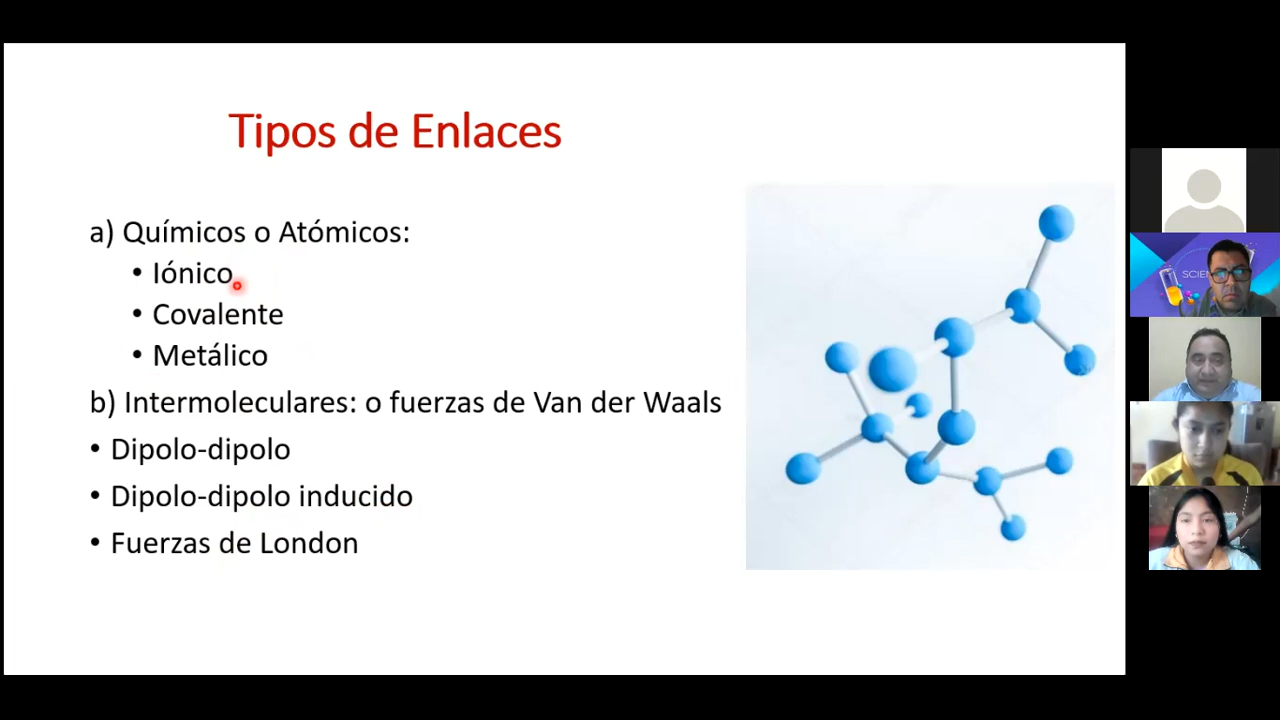 Tipos de Enlaces
a) Químicos o Atómicos:
• Iónico
• Covalente
• Metálico
b) Intermoleculares: o fuerzas de Van der Waals
• Dipolo-dipolo
• Dipolo-dipolo inducido
• Fuerzas de London